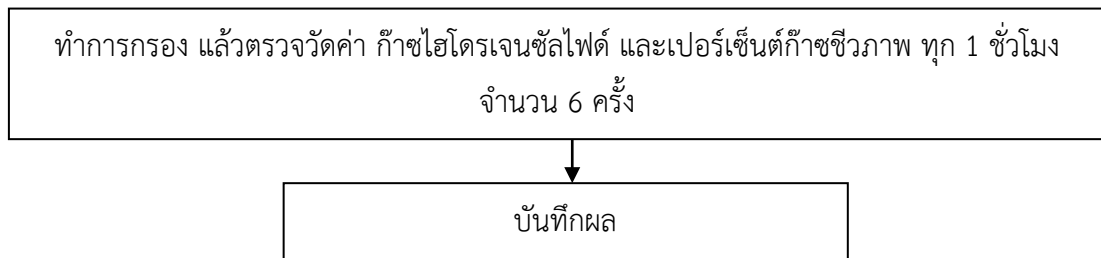 ทำการกรอง แล้วตรวจวัดค่า ก๊าซไฮโดรเจนซัลไฟด์ และเปอร์เซ็นต์ก๊าซชีวภาพ ทุก 1 ชั่วโมง
จำนวน 6 ครั้ง
บันทึกผล